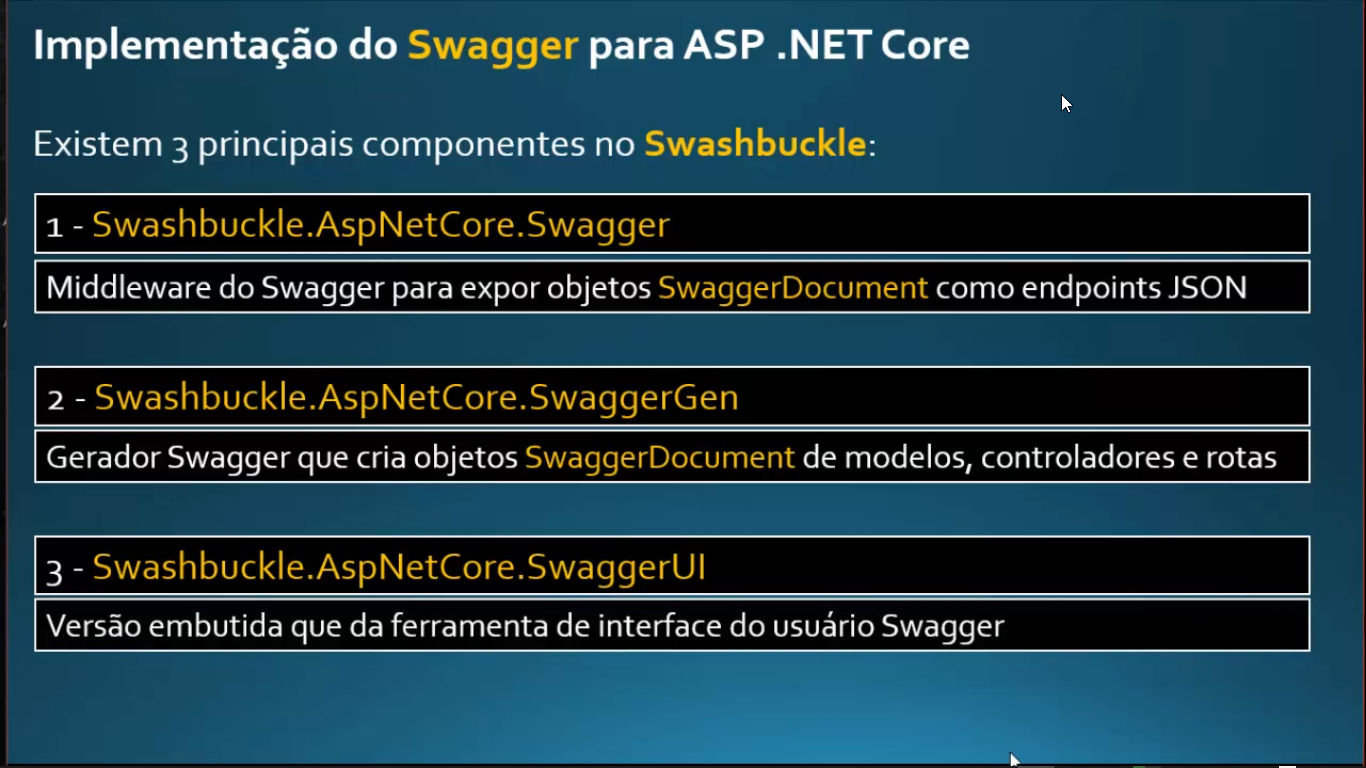 Implementação do Swagger para ASP .NET Core
Existem 3 principais componentes no Swashbuckle:
1 - Swashbuckle.AspNetCore.Swagger
Middleware do Swagger para expor objetos SwaggerDocument como endpoints JSON
2 - Swashbuckle.AspNetCore.SwaggerGen
Gerador Swagger que cria objetos SwaggerDocument de modelos, controladores e rotas
3 - Swashbuckle.AspNetCore.SwaggerUI
Versão embutida que da ferramenta de interface do usuário Swagger